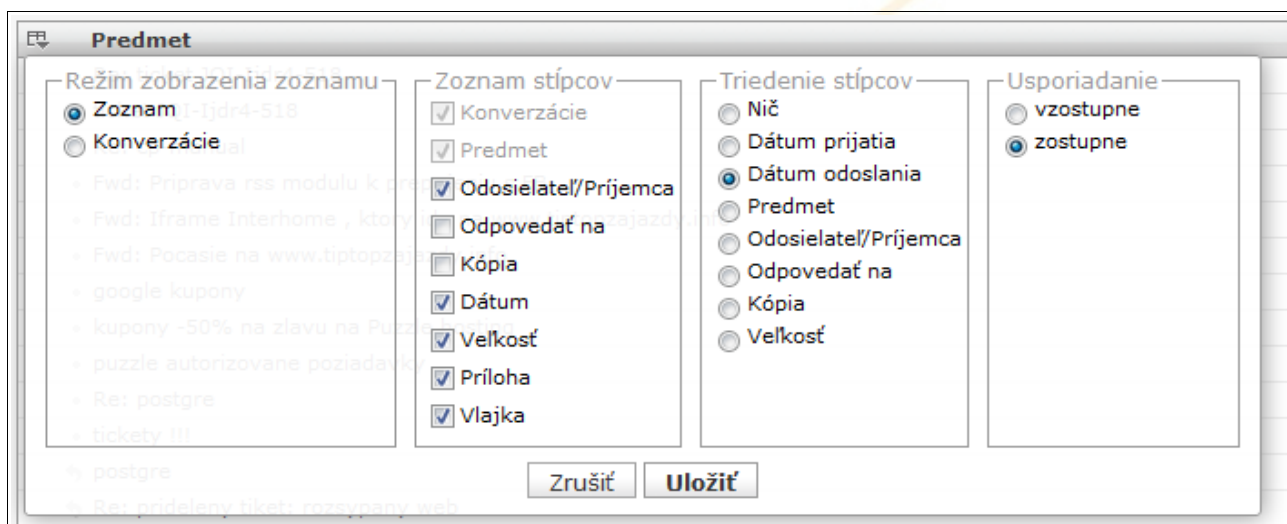 Predmet
Režim zobrazenia zoznamu
Zoznam
Konverzácie
Zoznam stĺpcov
Konverzácie
Predmet
Odosielateľ/Príjemca
Odpovedať na
Kópia
Dátum
Veľkosť
Príloha
Vlajka
Triedenie stĺpcov
Nič
Dátum prijatia
Dátum odoslania
Predmet
Odosielateľ/Príjemca
Odpovedať na
Kópia
Veľkosť
Usporiadanie
vzostupne
zostupne
Fwd: Priprava rss modulu k
Fwd: Iframe Interhome , ktory
Fwd: Pocasie na www.tiptopzajazdy.info
google kupony
kupony -50% na zlavu na Puzzle hosting
puzzle autorizovane poziadavky
Re: postgre
tickety !!!
postgre
Re: prideleny tiket: rozsypany web
Zrušiť
Uložiť